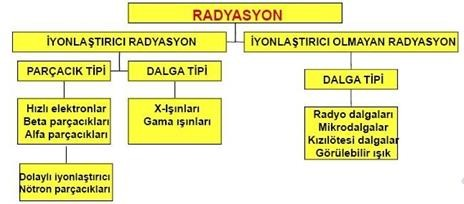 RADYASYON
İYONLAŞTIRICI RADYASYON
İYONLAŞTIRICI OLMAYAN RADYASYON
PARÇACIK TİPİ
DALGA TİPİ
DALGA TİPİ
Hızlı elektronlar
Beta parçacıkları
Alfa parçacıkları
X-Işınları
Gama ışınları
Radyo dalgaları
Mikrodalgalar
Kızılötesi dalgalar
Görülebilir ışık
Dolaylı iyonlaştırıcı
Nötron parçacıkları